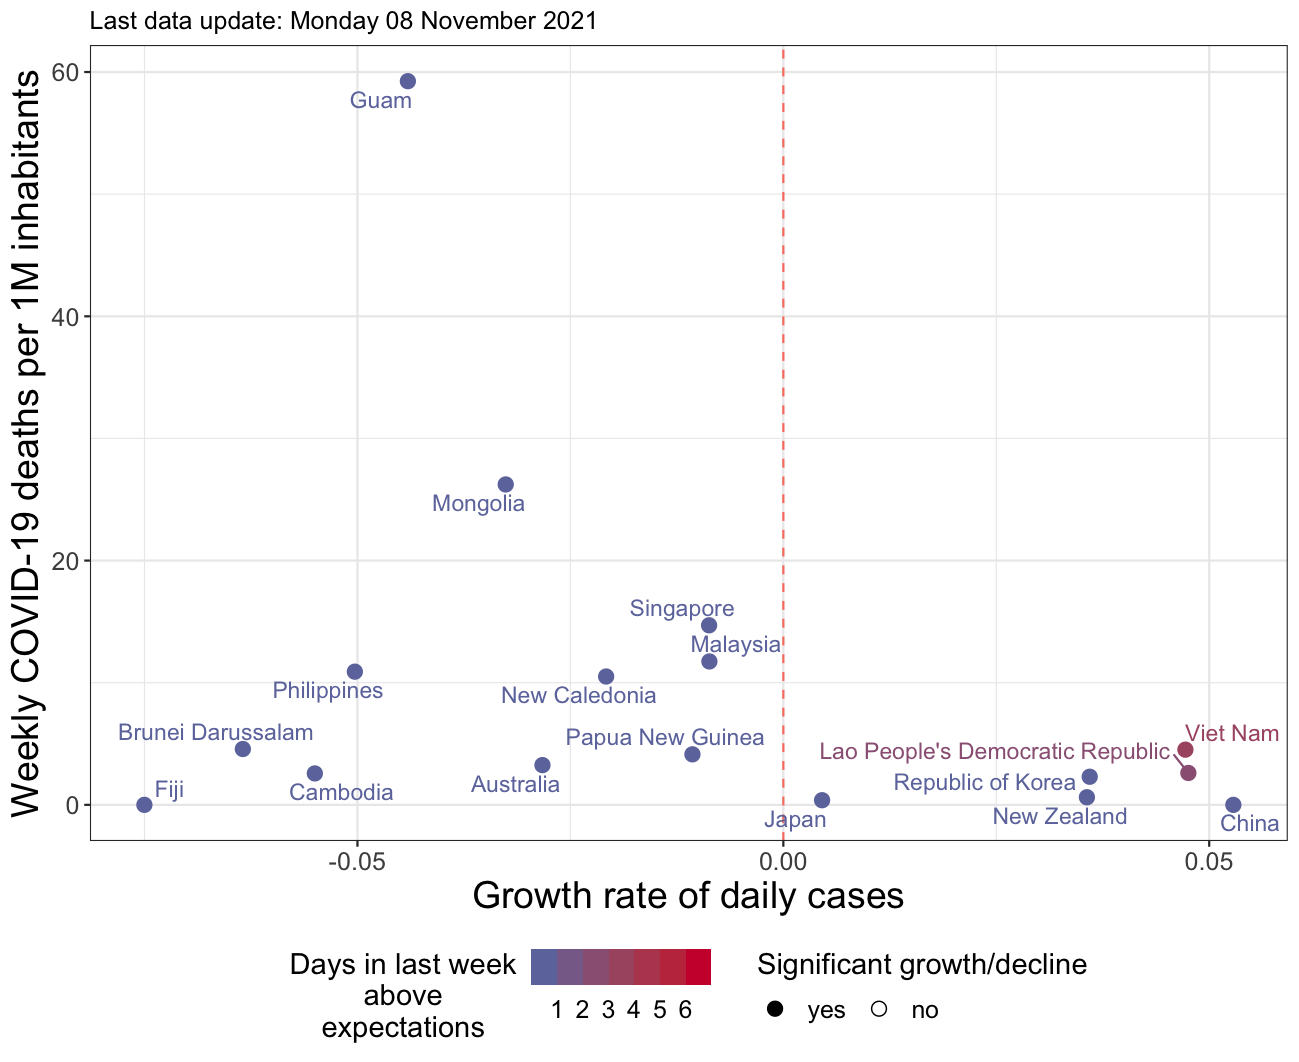 Last data update: Monday 08 November 2021
Weekly COVID-19 deaths per 1M inhabitants
60
40
20
0
Guam
Mongolia
Singapore
Malaysia
Philippines
New Caledonia
Brunei Darussalam
Papua New Guinea
Viet Nam
Lao People's Democratic Republic
Fiji
Cambodia
Australia
Republic of Korea
Japan
New Zealand
China
-0.05
0.00
0.05
Growth rate of daily cases
Days in last week
above
expectations
1 2 3 4 5 6
Significant growth/decline
yes
no